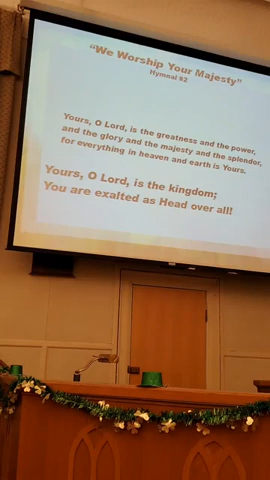 “We Worship Your Majesty”
Hymnal 62
Yours, O Lord, is the greatness and the power,
and the glory and the majesty and the splendor,
for everything in heaven and earth is Yours.
Yours, O Lord, is the kingdom;
You are exalted as Head over all!